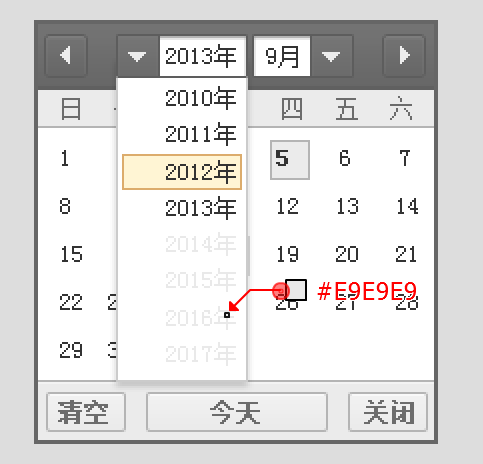 2013年 9月
2010年
日 四 五 六
2011年
1 5 6 7
2012年
8 2013年 12 13 14
2014年
15 19 20 21
2015年
#E9E9E9
22 2 2016年 26 27 28
29 3 2017年
清空 今天 关闭